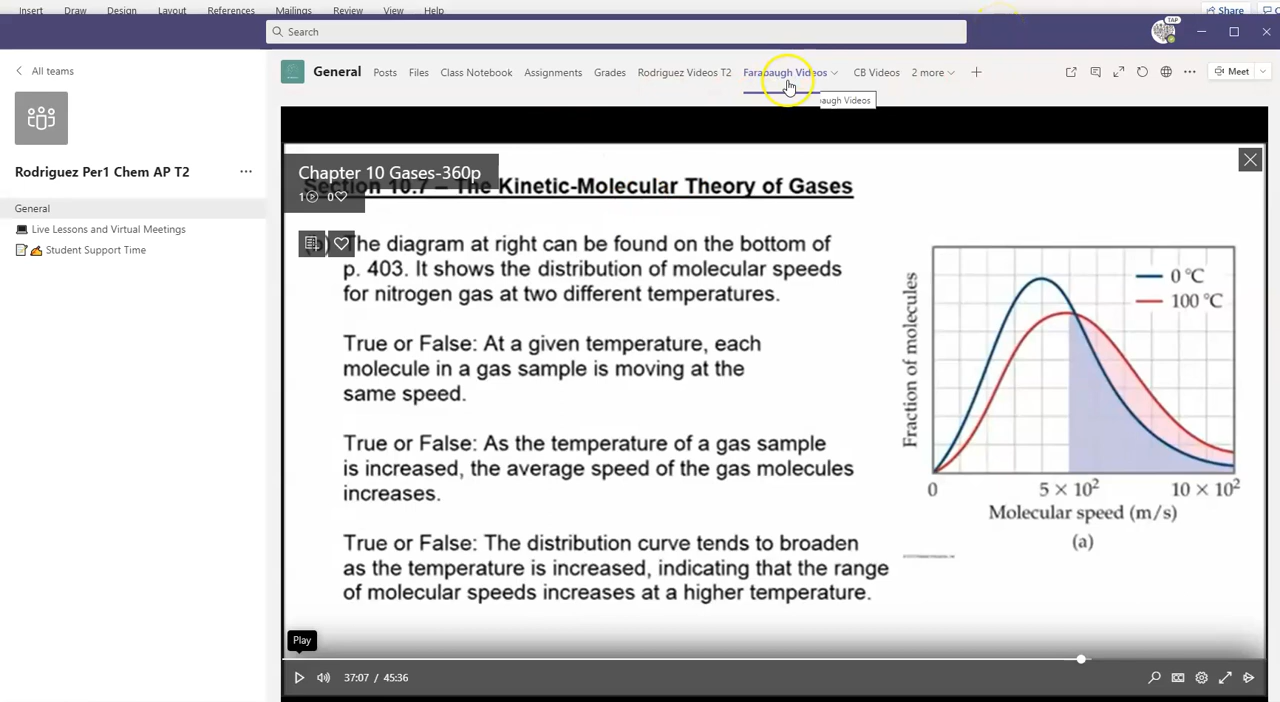 Insert Draw Design Layout References Mailings Review View Help Share
Search TAP
All teams
General Posts Files Class Notebook Assignments Grades Rodriguez Videos T2 Farabaugh Videos CB Videos 2 more Meet
augh Videos
Rodriguez Per1 Chem AP T2
General
Live Lessons and Virtual Meetings
Student Support Time
Chapter 10 Gases-360p
Section 10.7 – The Kinetic-Molecular Theory of Gases
1 0
The diagram at right can be found on the bottom of
p. 403. It shows the distribution of molecular speeds
for nitrogen gas at two different temperatures.
True or False: At a given temperature, each
molecule in a gas sample is moving at the
same speed.
True or False: As the temperature of a gas sample
is increased, the average speed of the gas molecules
increases.
True or False: The distribution curve tends to broaden
as the temperature is increased, indicating that the range
of molecular speeds increases at a higher temperature.
0 °C
100 °C
Fraction of molecules
0 5 × 10² 10 × 10²
Molecular speed (m/s)
(a)
Play
37:07 / 45:36